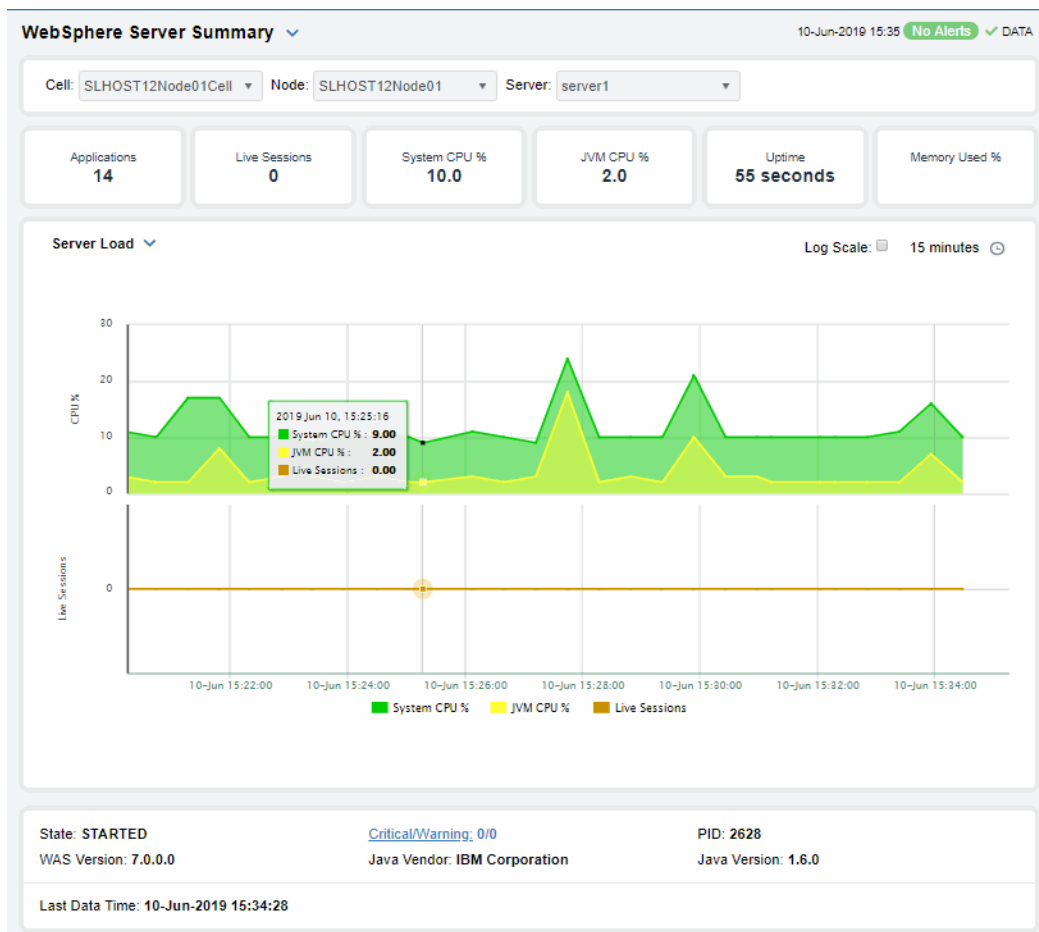 WebSphere Server Summary
10-Jun-2019 15:35 No Alerts DATA
Cell: SLHOST12Node01Cell Node: SLHOST12Node01 Server: server1
Applications Live Sessions System CPU % JVM CPU % Uptime Memory Used %
14 0 10.0 2.0 55 seconds
Server Load
Log Scale: 15 minutes
30
20
10
0
CPU %
2019 Jun 10, 15:25:16
System CPU % : 9.00
JVM CPU % : 2.00
Live Sessions : 0.00
0
Live Sessions
10-Jun 15:22:00 10-Jun 15:24:00 10-Jun 15:26:00 10-Jun 15:28:00 10-Jun 15:30:00 10-Jun 15:32:00 10-Jun 15:34:00
System CPU % JVM CPU % Live Sessions
State: STARTED Critical/Warning: 0/0 PID: 2628
WAS Version: 7.0.0.0 Java Vendor: IBM Corporation Java Version: 1.6.0
Last Data Time: 10-Jun-2019 15:34:28